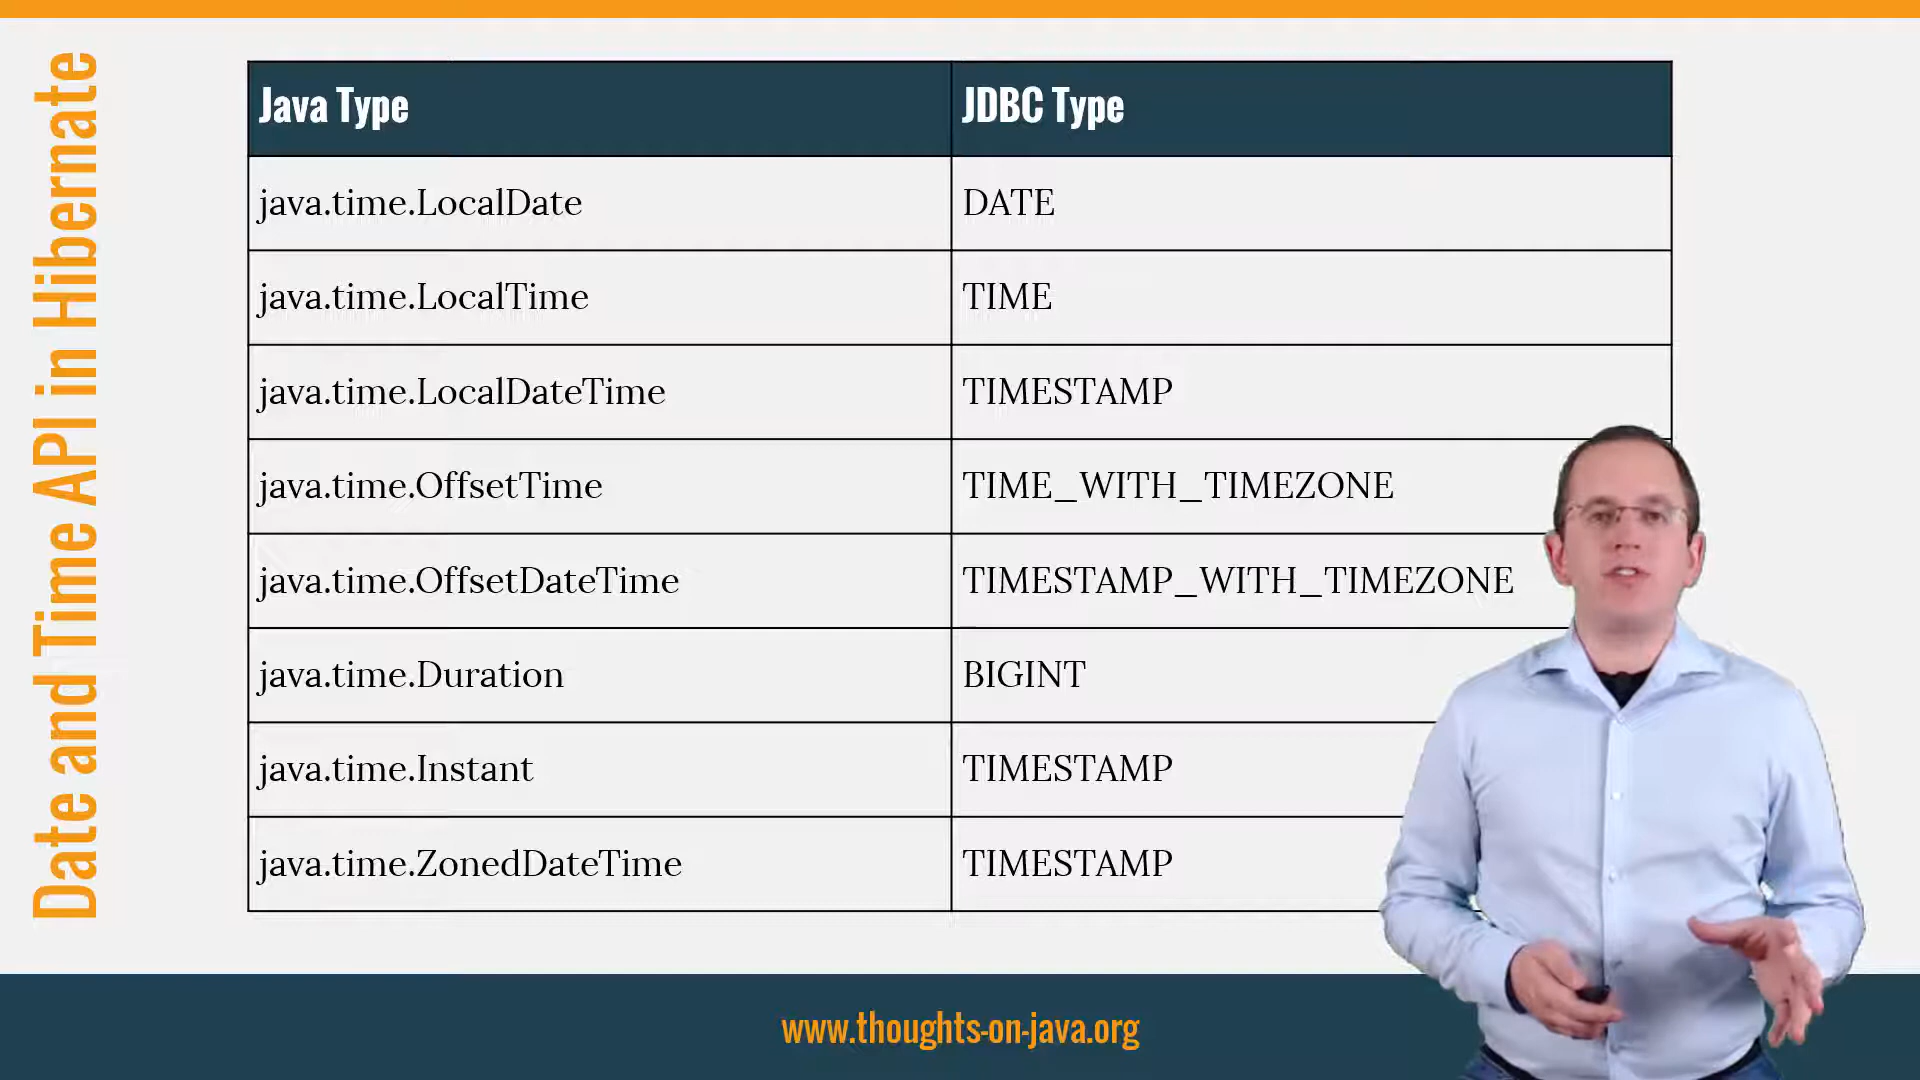 Date and Time API in Hibernate
Java Type JDBC Type
java.time.LocalDate DATE
java.time.LocalTime TIME
java.time.LocalDateTime TIMESTAMP
java.time.OffsetTime TIME_WITH_TIMEZONE
java.time.OffsetDateTime TIMESTAMP_WITH_TIMEZONE
java.time.Duration BIGINT
java.time.Instant TIMESTAMP
java.time.ZonedDateTime TIMESTAMP
www.thoughts-on-java.org